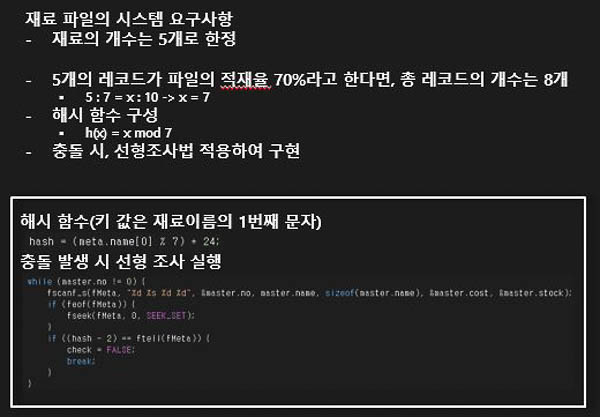 재료 파일의 시스템 요구사항
- 재료의 개수는 5개로 한정
- 5개의 레코드가 파일의 적재율 70%라고 한다면, 총 레코드의 개수는 8개
▪ 5 : 7 = x : 10 -> x = 7
- 해시 함수 구성
▪ h(x) = x mod 7
- 충돌 시, 선형조사법 적용하여 구현
해시 함수(키 값은 재료이름의 1번째 문자)
hash = (meta.name[0] % 7) + 24;
충돌 발생 시 선형 조사 실행
while (master.no != 0) {
fscanf_s(fMeta, "%d %s %d %d", &master.no, master.name, sizeof(master.name), &master.cost, &master.stock);
if (feof(fMeta)) {
fseek(fMeta, 0, SEEK_SET);
}
if ((hash - 2) == ftell(fMeta)) {
check = FALSE;
break;
}
}